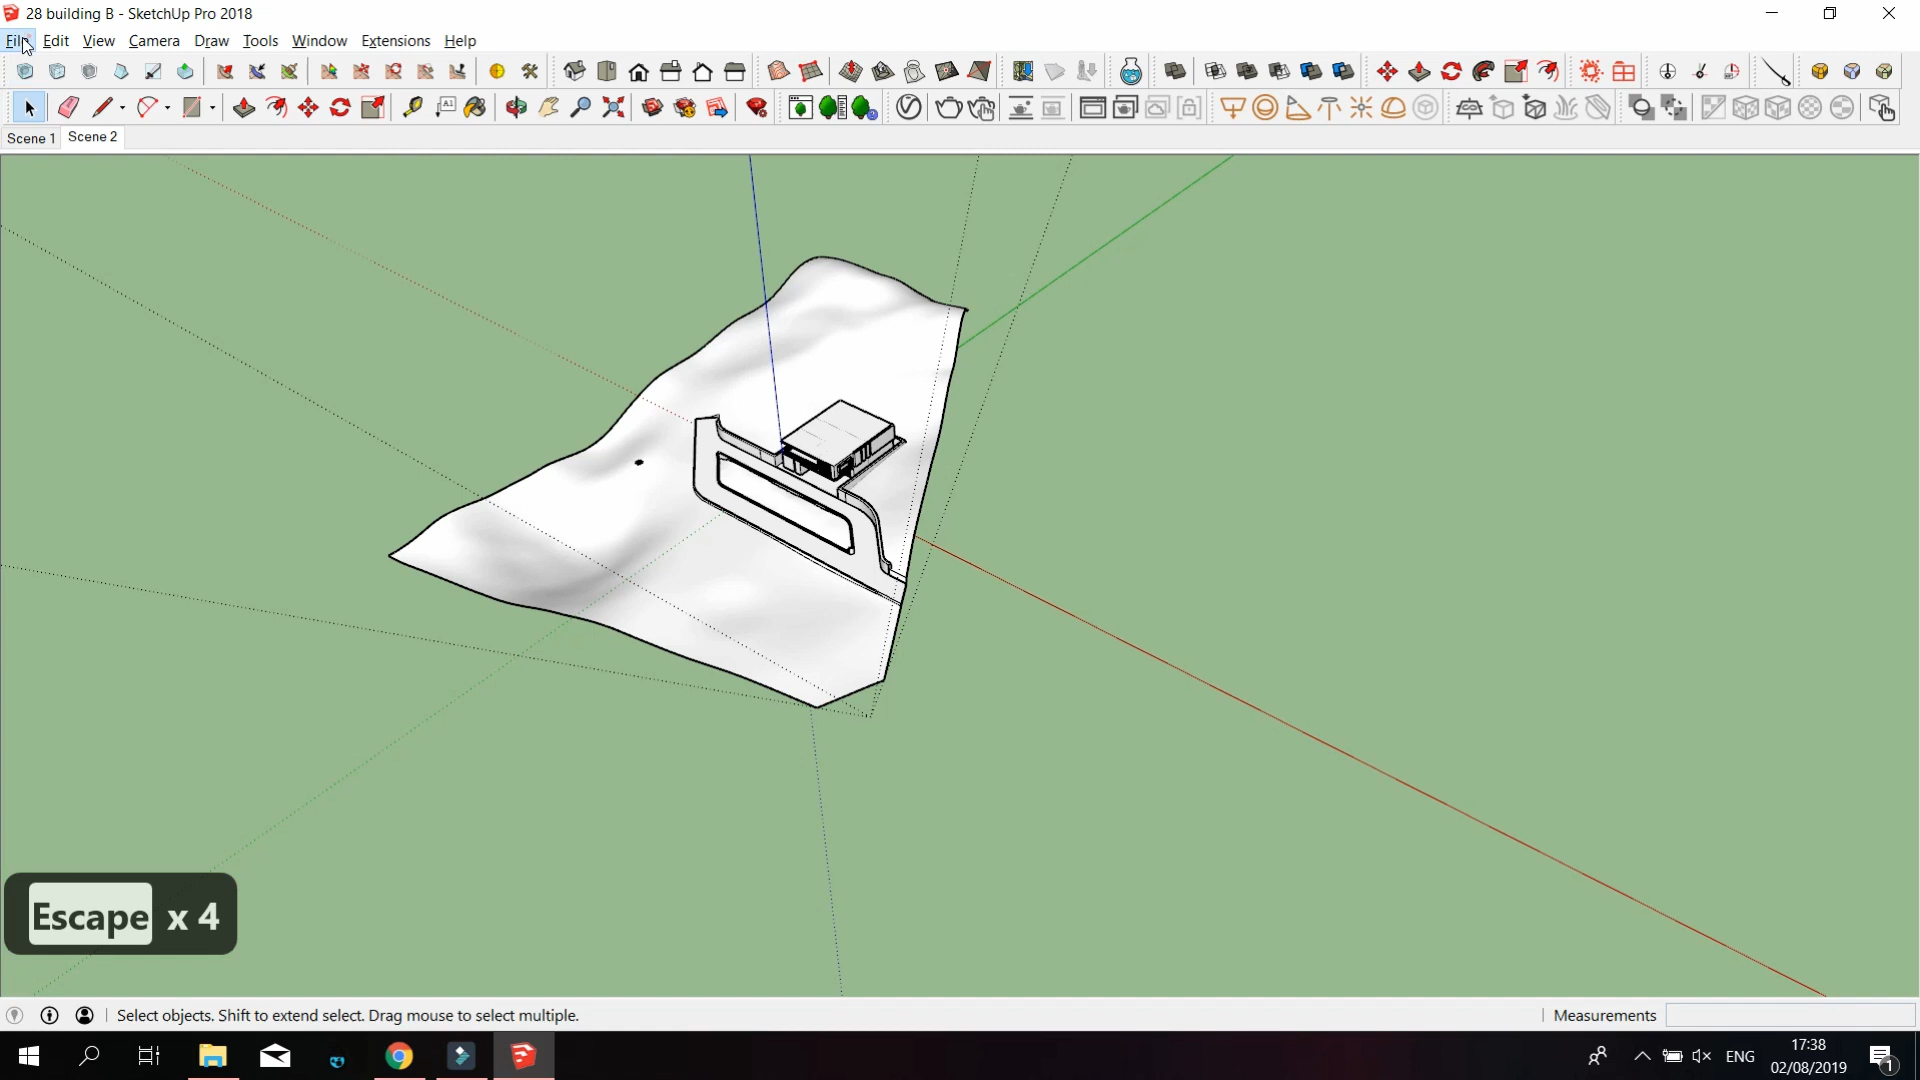 28 building B - SketchUp Pro 2018
File Edit View Camera Draw Tools Window Extensions Help
Scene 1 Scene 2
Escape x 4
Select objects. Shift to extend select. Drag mouse to select multiple. Measurements
ENG 17:38
02/08/2019
1